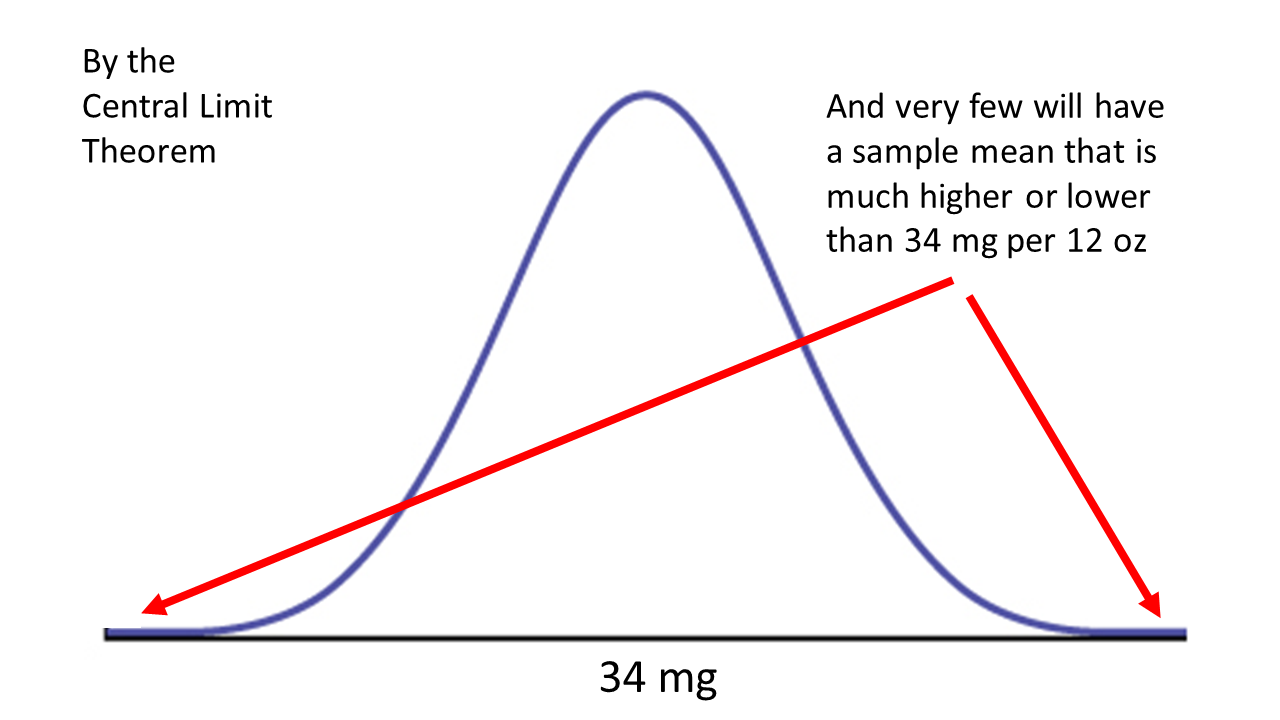 By the
Central Limit
Theorem
And very few will have
a sample mean that is
much higher or lower
than 34 mg per 12 oz
34 mg